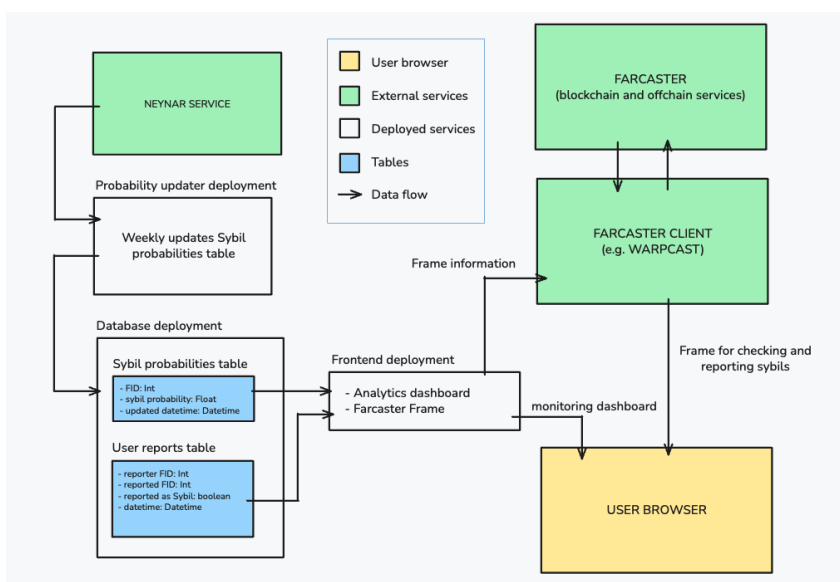 NEYNAR SERVICE
User browser
External services
Deployed services
Tables
Data flow
FARCASTER
(blockchain and offchain services)
Probability updater deployment
Weekly updates Sybil
probabilities table
FARCASTER CLIENT
(e.g. WARPCAST)
Frame information
Database deployment
Sybil probabilities table
- FID: Int
- sybil probability: Float
- updated datetime: Datetime
User reports table
- reporter FID: Int
- reported FID: Int
- reported as Sybil: boolean
- datetime: Datetime
Frontend deployment
- Analytics dashboard
- Farcaster Frame
Frame for checking and
reporting sybils
monitoring dashboard
USER BROWSER